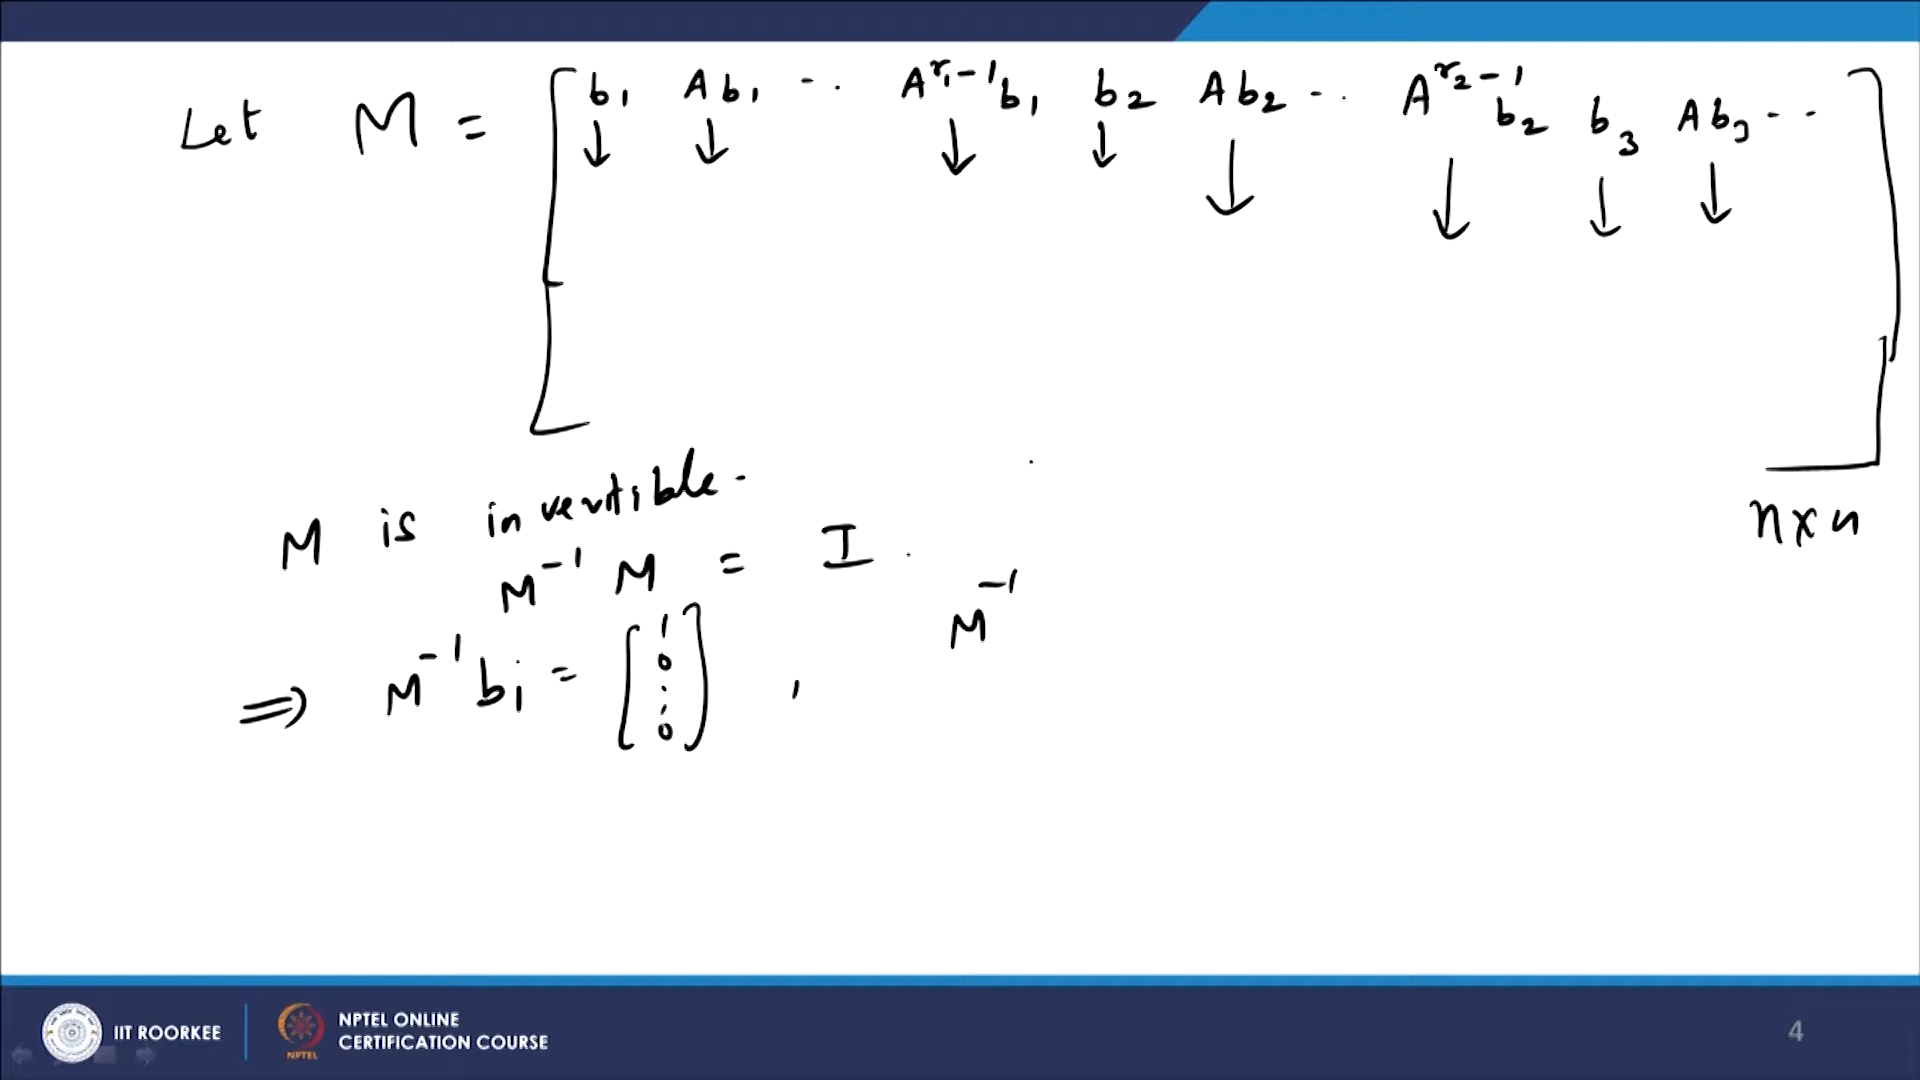 Let M = [ b₁ Ab₁ .. A^{r₁-1}b₁ b₂ Ab₂ .. A^{r₂-1}b₂ b₃ Ab₃ .. ]
↓ ↓ ↓ ↓ ↓ ↓ ↓ ↓
n×n
M is invertible.
M⁻¹ M = I .
⇒ M⁻¹ b₁ = [ 1 0 ⋮ 0 ] , M⁻¹
IIT ROORKEE
NPTEL
NPTEL ONLINE
CERTIFICATION COURSE
4